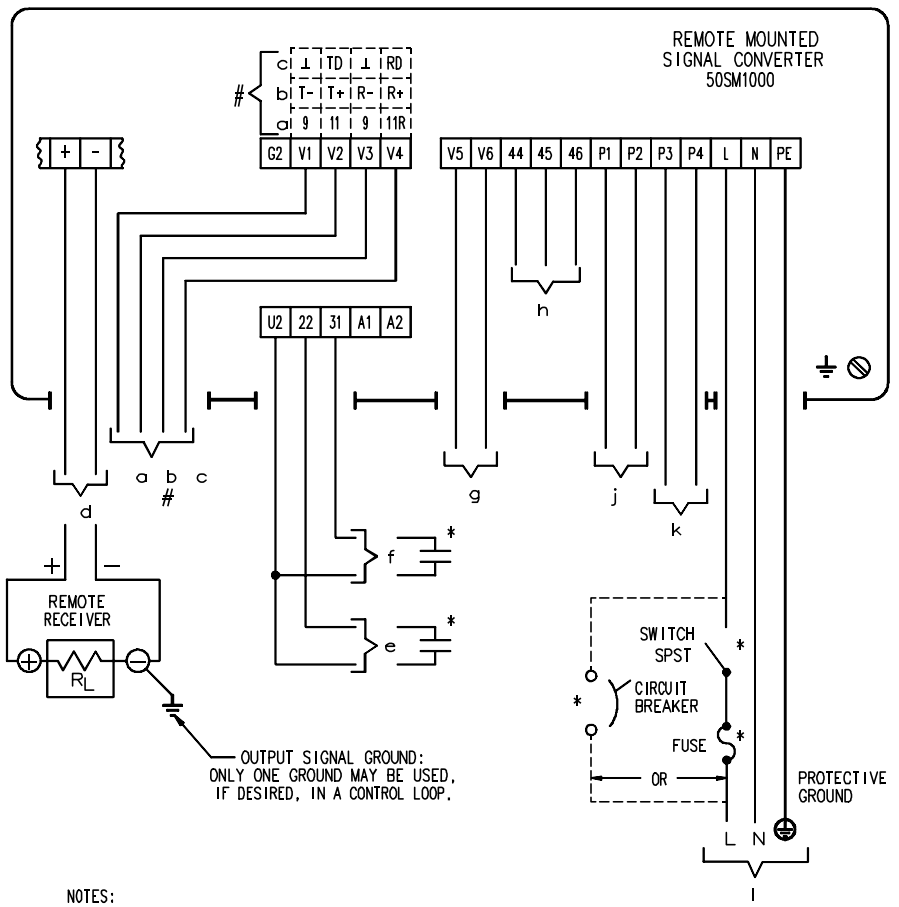 REMOTE MOUNTED
SIGNAL CONVERTER
50SM1000
# c ⊥ TD ⊥ RD
b T- T+ R- R+
a 9 11 9 11R
+ -
G2 V1 V2 V3 V4
V5 V6 44 45 46 P1 P2 P3 P4 L N PE
h
U2 22 31 A1 A2
a b c
#
d
g
j
k
+ −
f *
REMOTE
RECEIVER
e *
+ −
RL
SWITCH
SPST *
* CIRCUIT
BREAKER
FUSE *
OR
OUTPUT SIGNAL GROUND:
ONLY ONE GROUND MAY BE USED,
IF DESIRED, IN A CONTROL LOOP.
PROTECTIVE
GROUND
L N
l
NOTES: